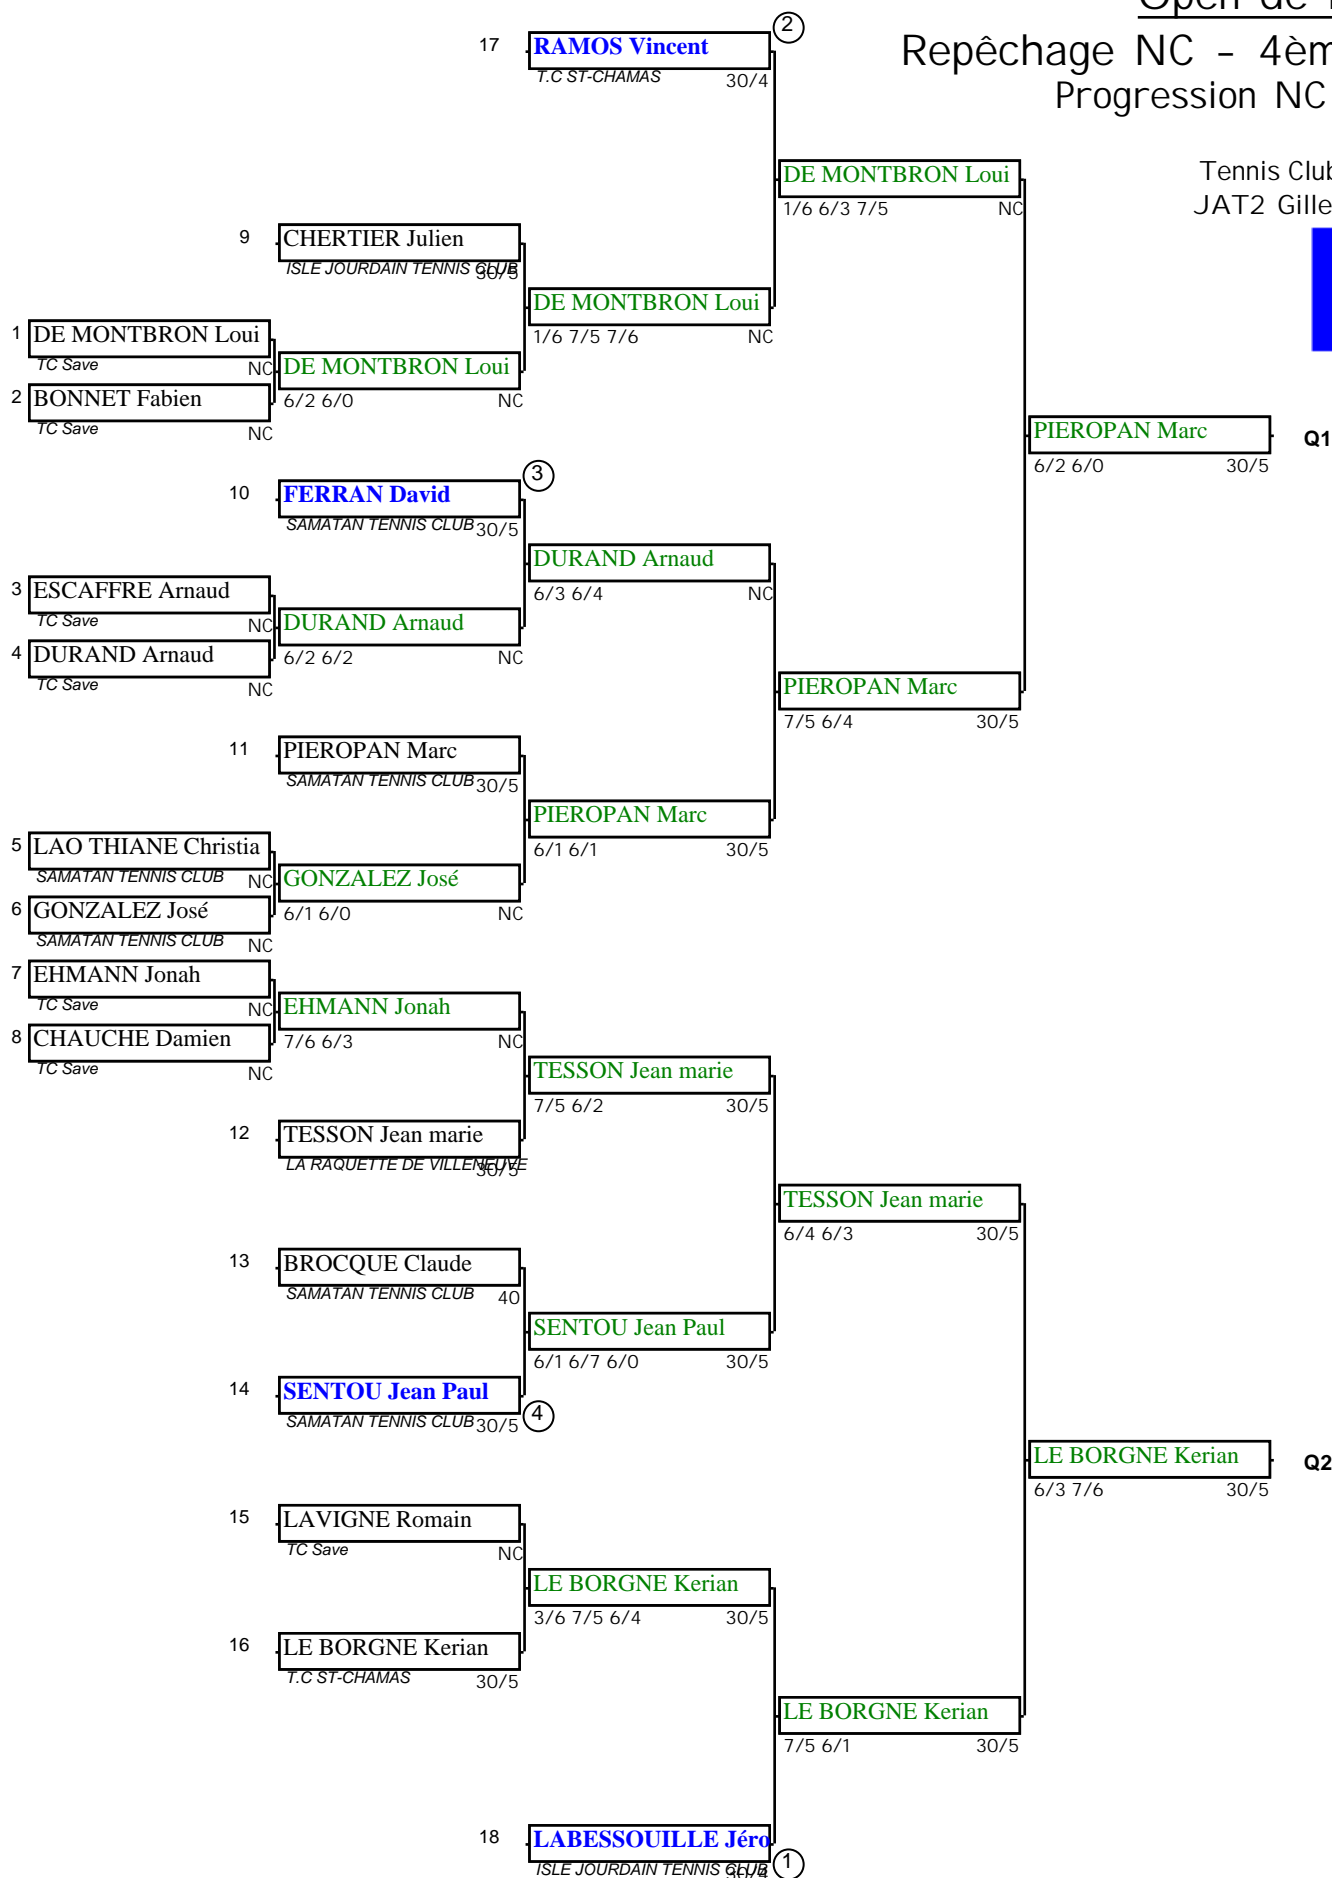 Open de
Repêchage NC - 4èm
Progression NC
Tennis Club
JAT2 Gille
2
17 RAMOS Vincent
T.C ST-CHAMAS 30/4
DE MONTBRON Loui
1/6 6/3 7/5 NC
9 CHERTIER Julien
ISLE JOURDAIN TENNIS CLUB 30/5
DE MONTBRON Loui
1/6 7/5 7/6 NC
1 DE MONTBRON Loui
TC Save NC
DE MONTBRON Loui
6/2 6/0 NC
2 BONNET Fabien
TC Save NC
PIEROPAN Marc Q1
6/2 6/0 30/5
3
10 FERRAN David
SAMATAN TENNIS CLUB 30/5
DURAND Arnaud
6/3 6/4 NC
3 ESCAFFRE Arnaud
TC Save NC
DURAND Arnaud
6/2 6/2 NC
4 DURAND Arnaud
TC Save NC
PIEROPAN Marc
7/5 6/4 30/5
11 PIEROPAN Marc
SAMATAN TENNIS CLUB 30/5
PIEROPAN Marc
6/1 6/1 30/5
5 LAO THIANE Christia
SAMATAN TENNIS CLUB NC
GONZALEZ José
6/1 6/0 NC
6 GONZALEZ José
SAMATAN TENNIS CLUB NC
7 EHMANN Jonah
TC Save NC
EHMANN Jonah
7/6 6/3 NC
8 CHAUCHE Damien
TC Save NC
TESSON Jean marie
7/5 6/2 30/5
12 TESSON Jean marie
LA RAQUETTE DE VILLENEUVE 30/5
TESSON Jean marie
6/4 6/3 30/5
13 BROCQUE Claude
SAMATAN TENNIS CLUB 40
SENTOU Jean Paul
6/1 6/7 6/0 30/5
14 SENTOU Jean Paul
SAMATAN TENNIS CLUB 30/5
4
LE BORGNE Kerian Q2
6/3 7/6 30/5
15 LAVIGNE Romain
TC Save NC
LE BORGNE Kerian
3/6 7/5 6/4 30/5
16 LE BORGNE Kerian
T.C ST-CHAMAS 30/5
LE BORGNE Kerian
7/5 6/1 30/5
18 LABESSOUILLE Jéro
ISLE JOURDAIN TENNIS CLUB 30/4
1